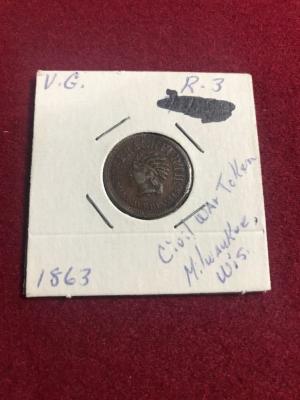 V.G.
R-3
Civil War Token
Milwaukee,
Wis.
1863